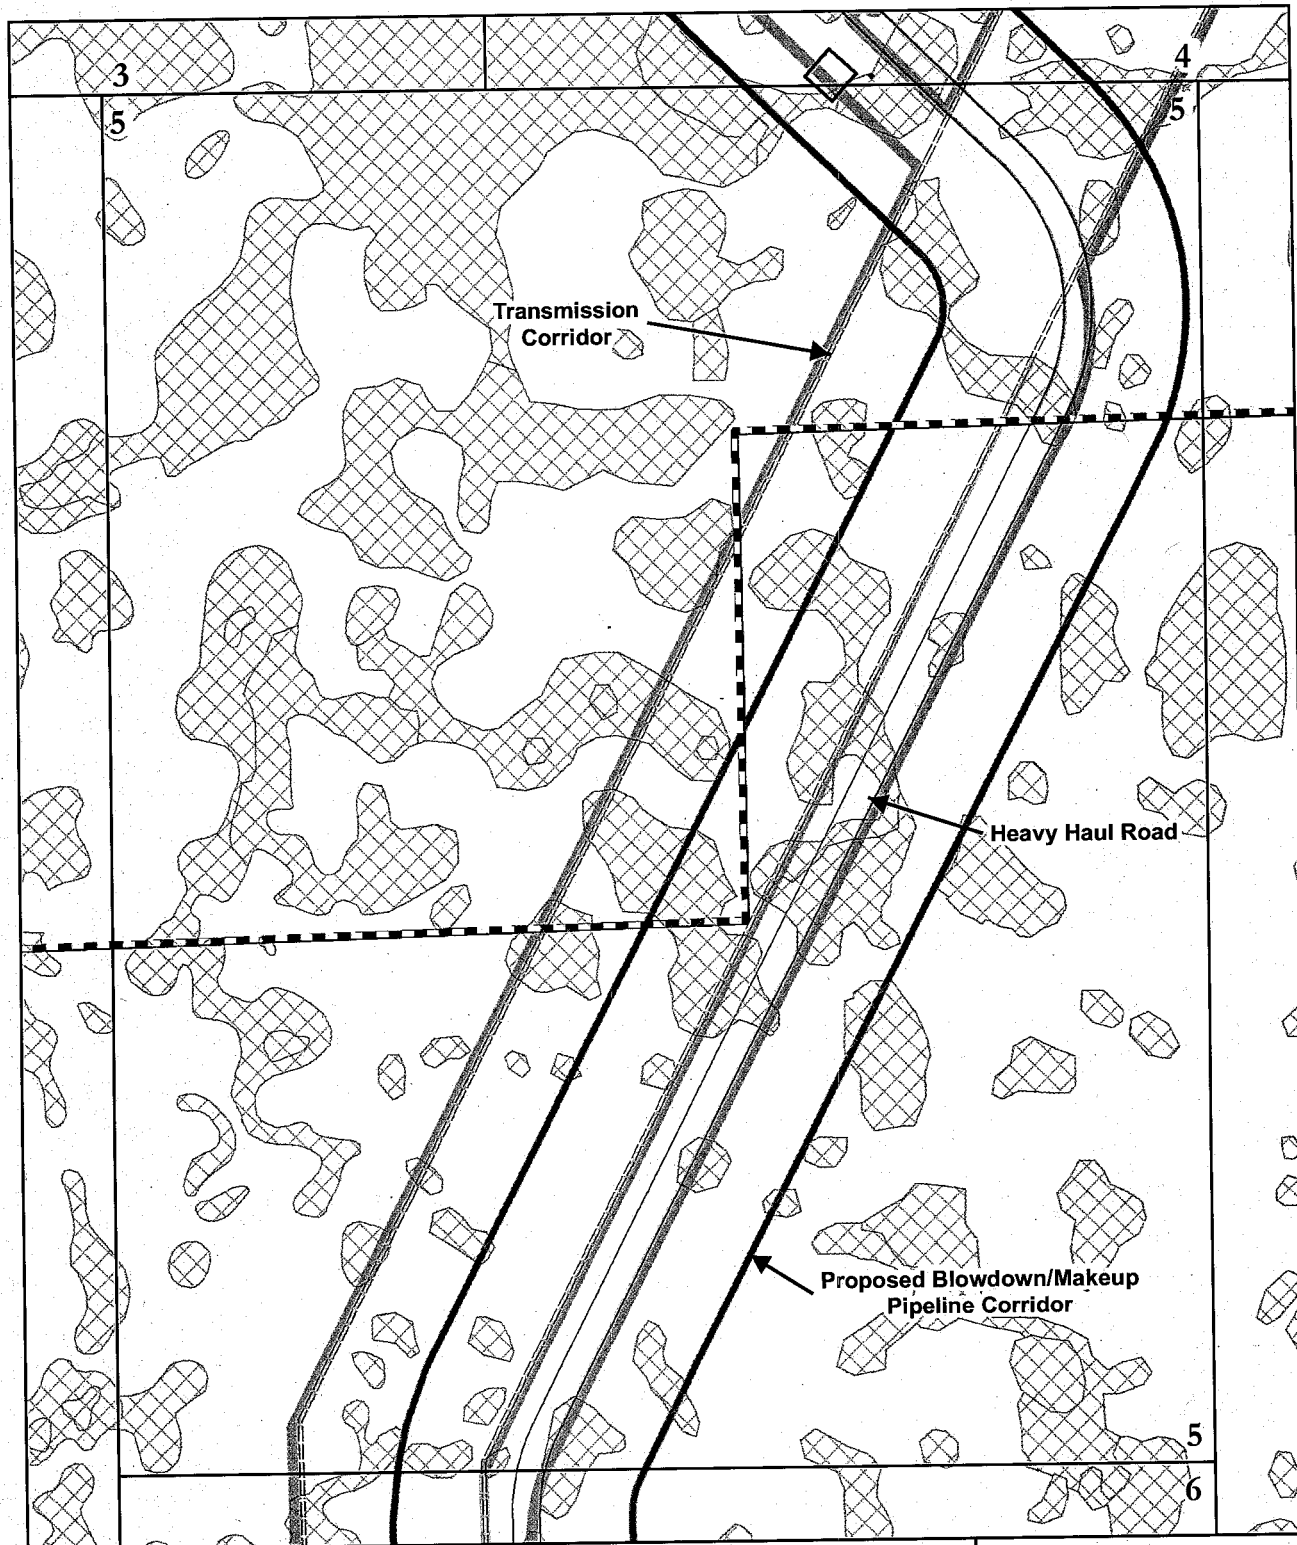 3
4
5
5
Transmission
Corridor
Heavy Haul Road
Proposed Blowdown/Makeup
Pipeline Corridor
5
6